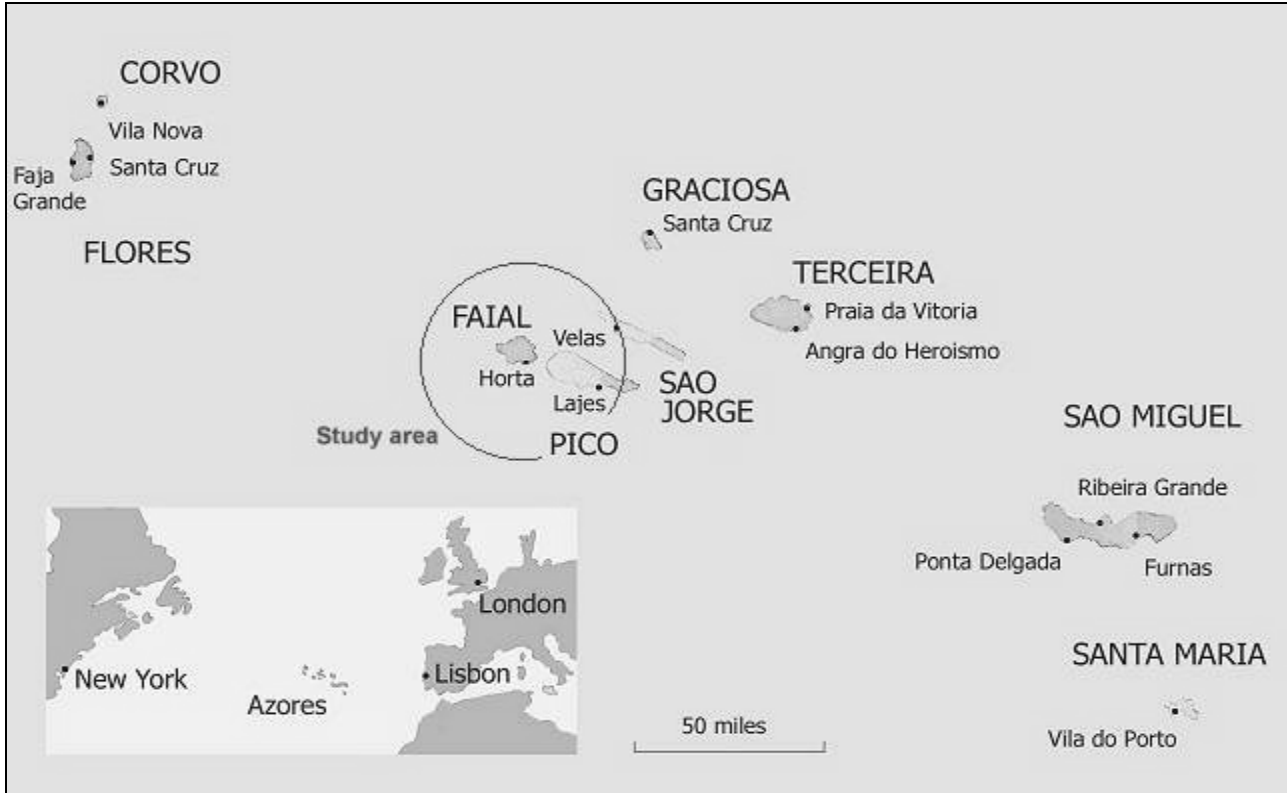 CORVO
Vila Nova
Santa Cruz
Faja
Grande
FLORES
GRACIOSA
Santa Cruz
TERCEIRA
Praia da Vitoria
Angra do Heroismo
FAIAL
Velas
Horta
Lajes
SAO
JORGE
PICO
Study area
SAO MIGUEL
Ribeira Grande
Ponta Delgada
Furnas
SANTA MARIA
Vila do Porto
50 miles
London
Lisbon
New York
Azores